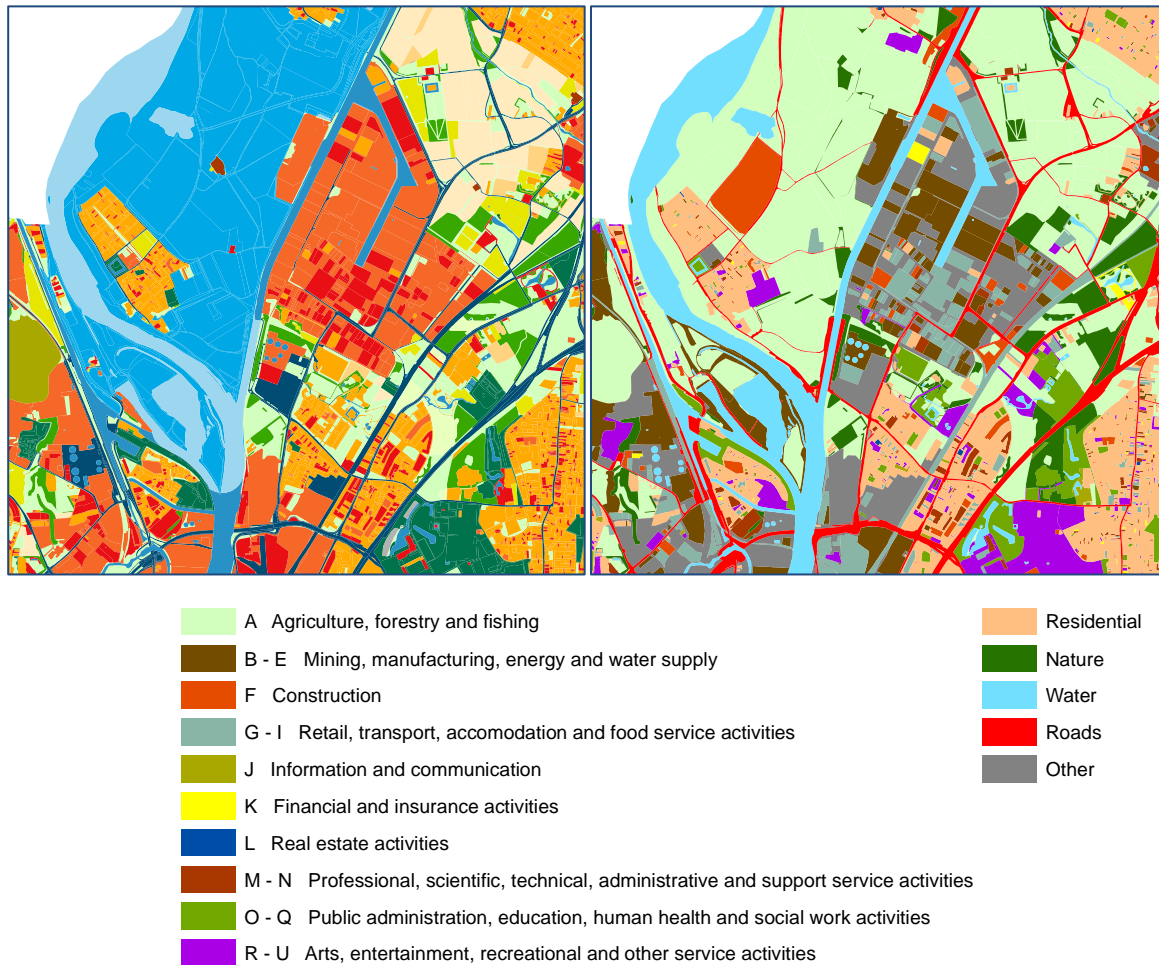 A Agriculture, forestry and fishing
B - E Mining, manufacturing, energy and water supply
F Construction
G - I Retail, transport, accomodation and food service activities
J Information and communication
K Financial and insurance activities
L Real estate activities
M - N Professional, scientific, technical, administrative and support service activities
O - Q Public administration, education, human health and social work activities
R - U Arts, entertainment, recreational and other service activities
Residential
Nature
Water
Roads
Other